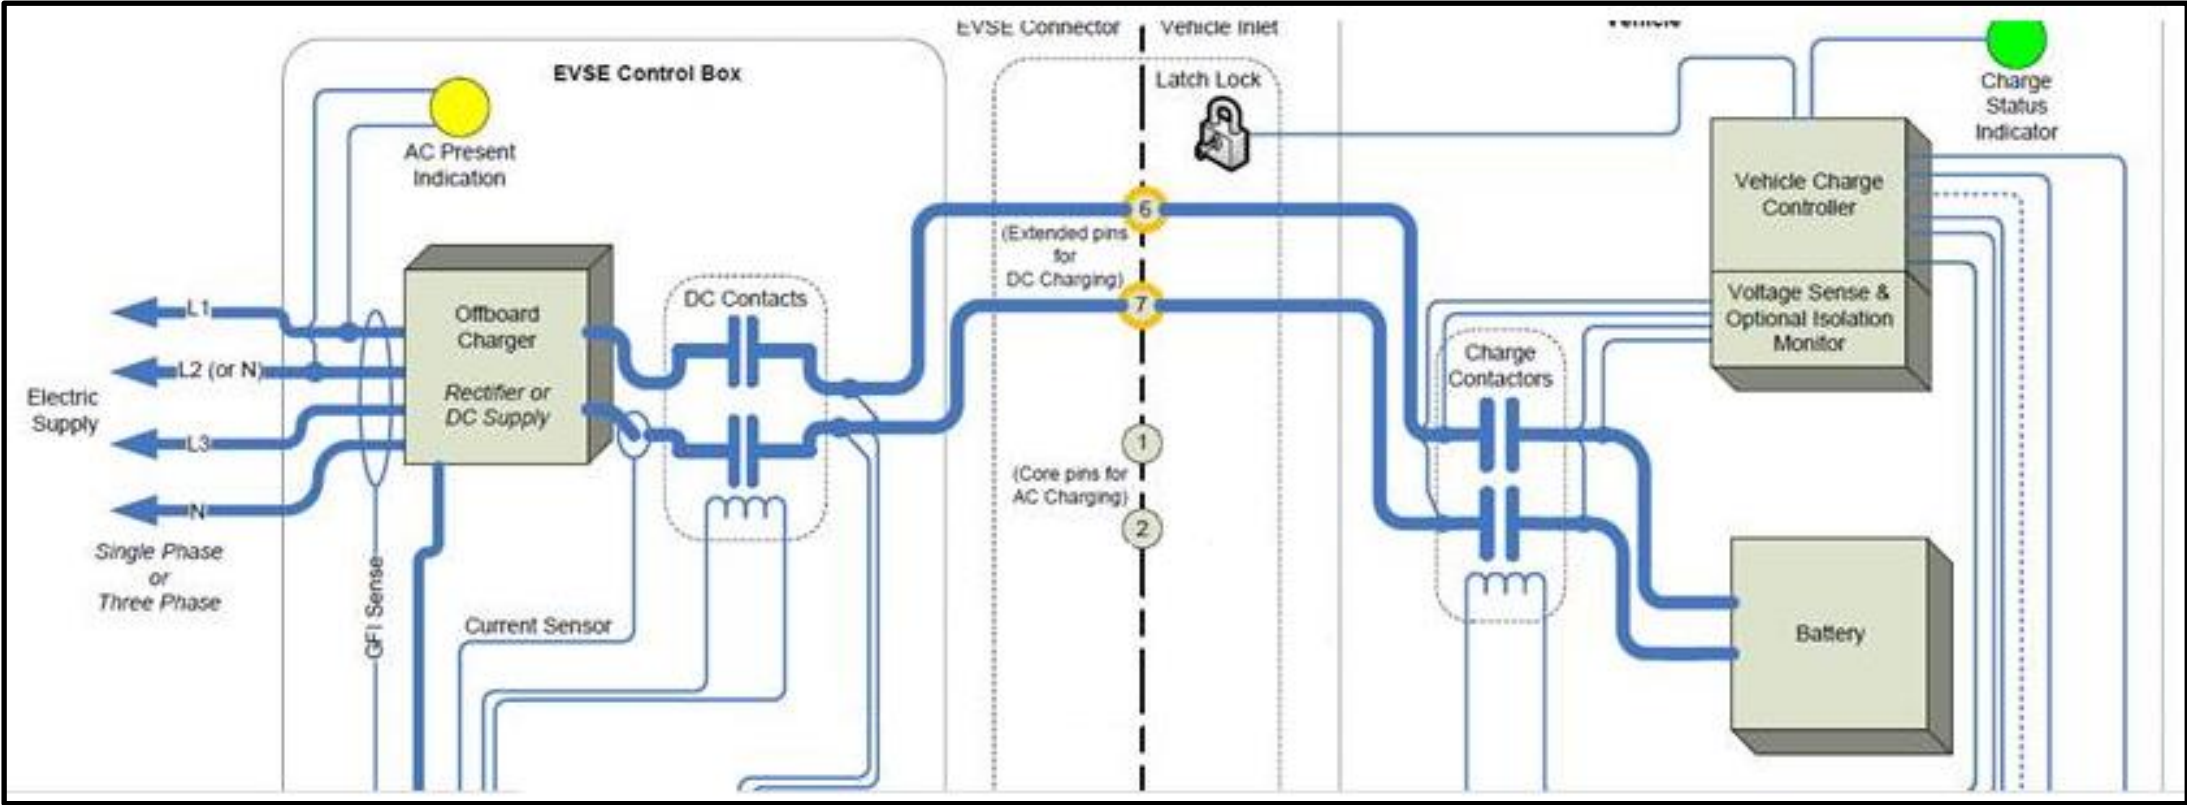 EVSE Connector
Vehicle Inlet
Vehicle
EVSE Control Box
Latch Lock
AC Present
Indication
Charge
Status
Indicator
Vehicle Charge
Controller
6
(Extended pins
for
DC Charging)
7
DC Contacts
Offboard
Charger
Rectifier or
DC Supply
L1
L2 (or N)
L3
N
Electric
Supply
Single Phase
or
Three Phase
GFI Sense
Current Sensor
1
(Core pins for
AC Charging)
2
Voltage Sense &
Optional Isolation
Monitor
Charge
Contactors
Battery